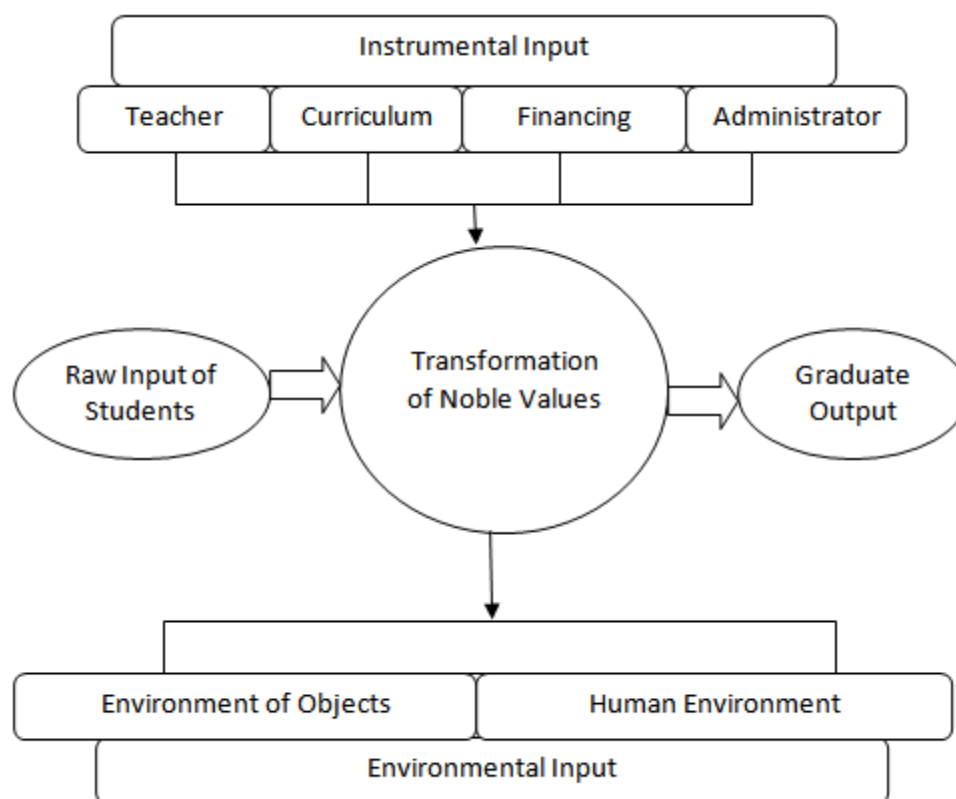 Instrumental Input
Teacher
Curriculum
Financing
Administrator
Raw Input of
Students
Transformation
of Noble Values
Graduate
Output
Environment of Objects
Human Environment
Environmental Input